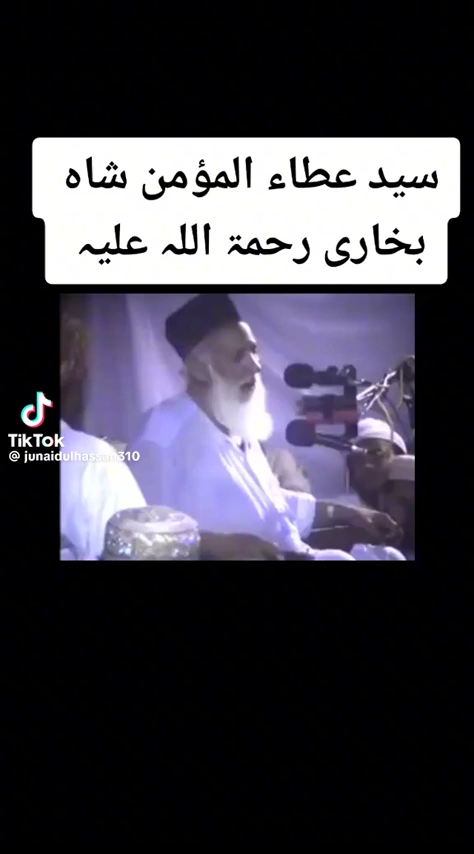 سید عطاء المؤمن شاہ
بخاری رحمۃ اللہ علیہ
TikTok
@ junaidulhassan310